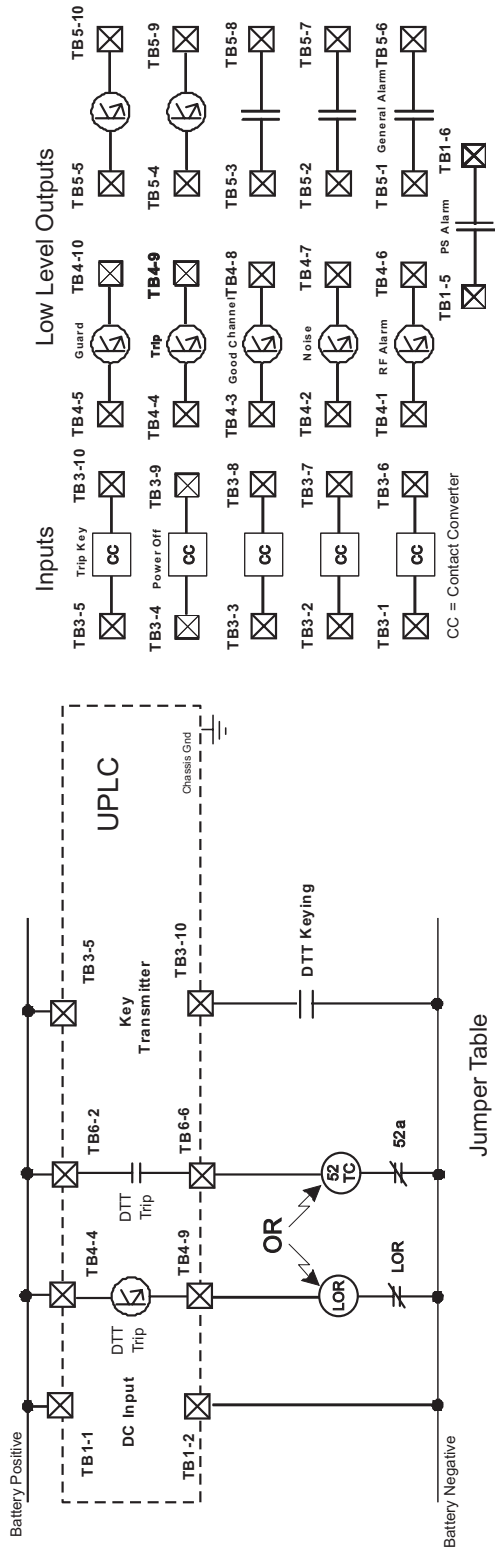 Battery Positive
TB1-1
TB4-4
TB6-2
TB3-5
UPLC
DC Input
DTT
Trip
DTT
Trip
Key
Transmitter
Chassis Gnd
TB1-2
TB4-9
TB6-6
TB3-10
OR
LOR
52
TC
DTT Keying
LOR
52a
Battery Negative
Jumper Table
Inputs
TB3-5
Trip Key
TB3-10
CC
TB3-4
Power Off
TB3-9
CC
TB3-3
TB3-8
CC
TB3-2
TB3-7
CC
TB3-1
TB3-6
CC
CC = Contact Converter
Low Level Outputs
TB4-5
Guard
TB4-10
TB5-5
TB5-10
TB4-4
Trip
TB4-9
TB5-4
TB5-9
TB4-3
Good Channel
TB4-8
TB5-3
TB5-8
TB4-2
Noise
TB4-7
TB5-2
TB5-7
TB4-1
RF Alarm
TB4-6
TB5-1
General Alarm
TB5-6
TB1-5
PS Alarm
TB1-6